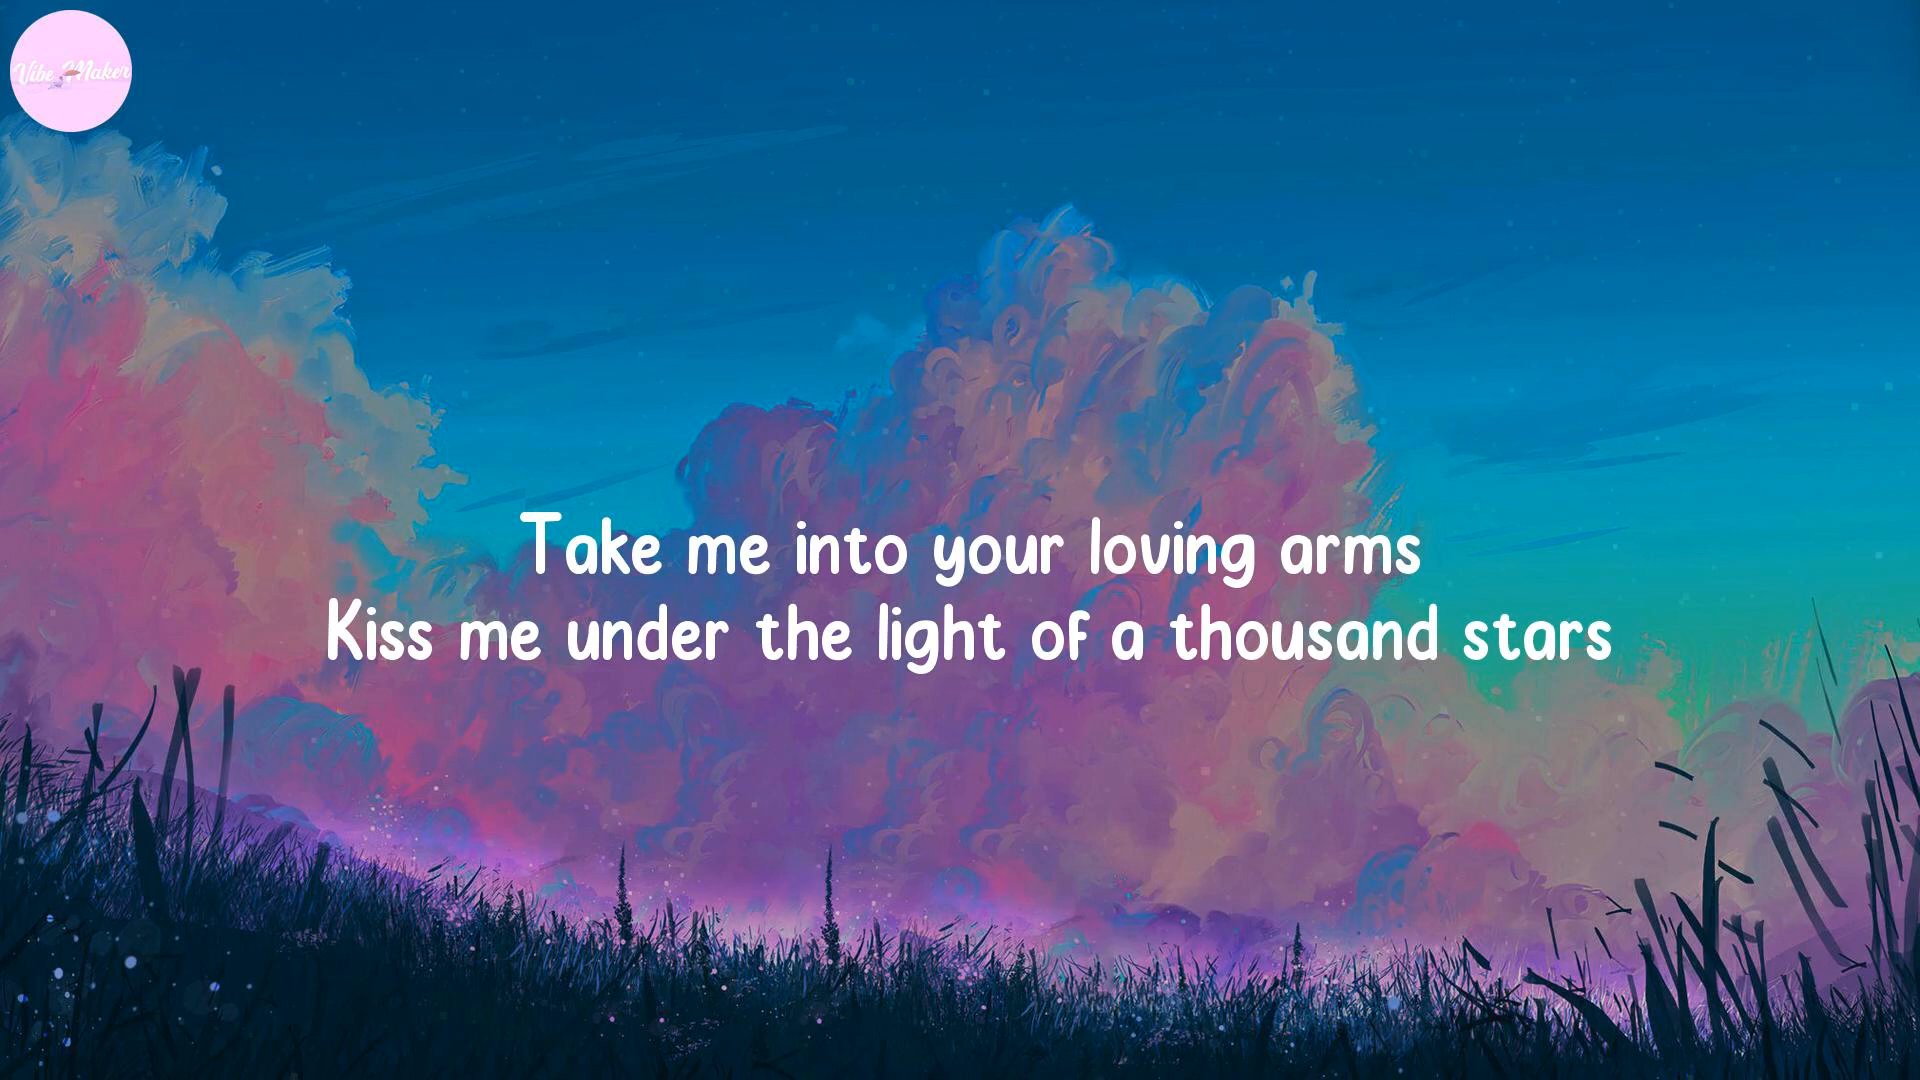 Vibe Maker
Take me into your loving arms
Kiss me under the light of a thousand stars